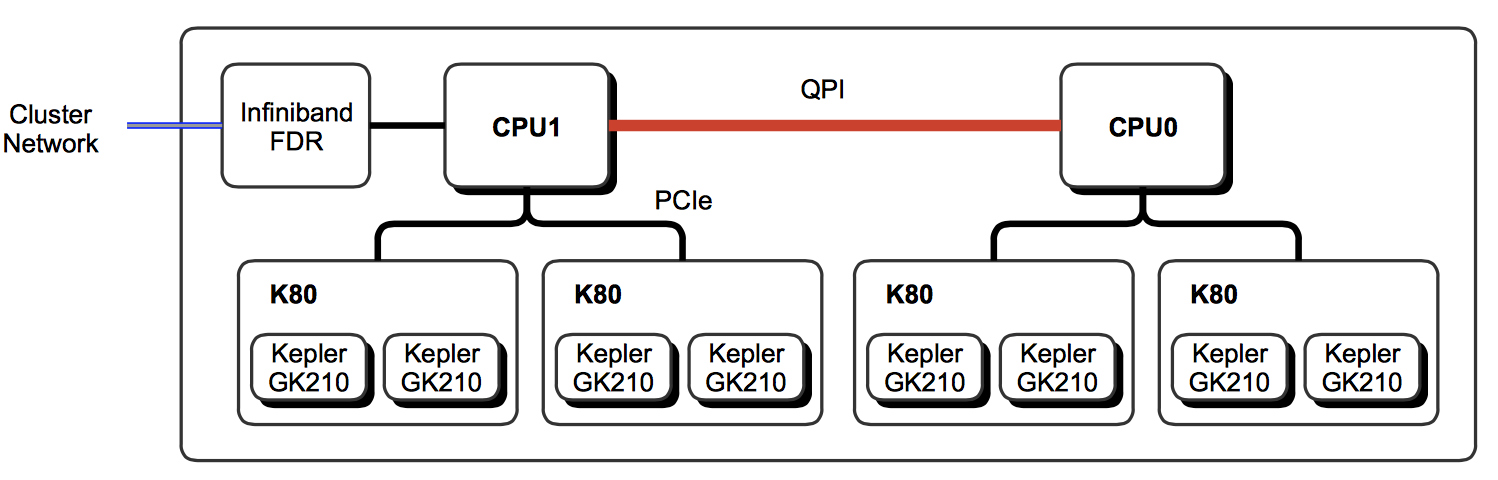 Cluster
Network
Infiniband
FDR
CPU1
QPI
CPU0
PCIe
K80
K80
K80
K80
Kepler
GK210
Kepler
GK210
Kepler
GK210
Kepler
GK210
Kepler
GK210
Kepler
GK210
Kepler
GK210
Kepler
GK210